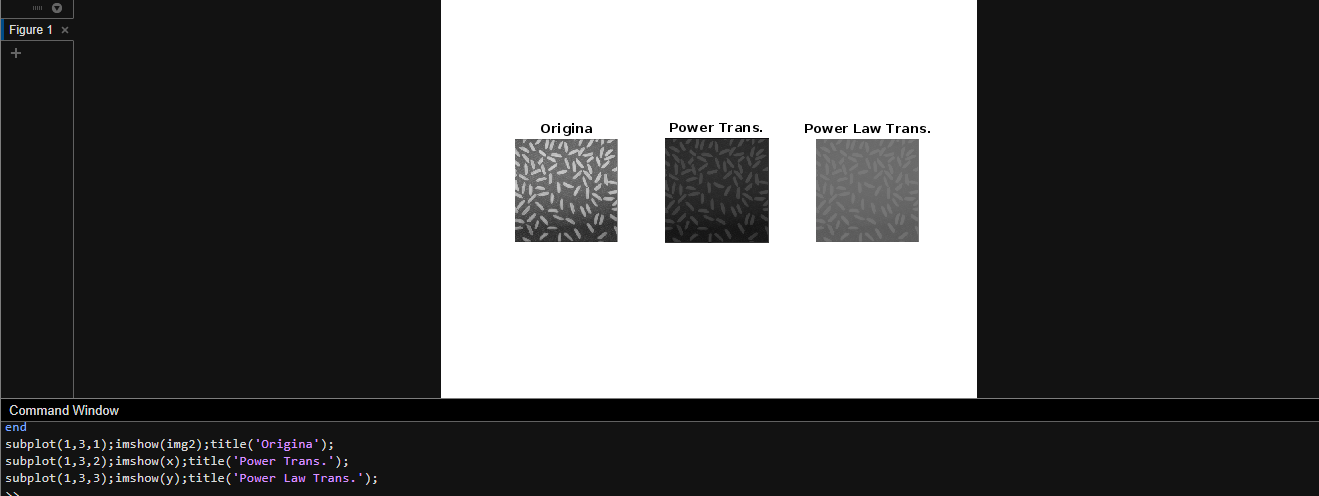 Figure 1 ×
+
Origina
Power Trans.
Power Law Trans.
Command Window
end
subplot(1,3,1);imshow(img2);title('Origina');
subplot(1,3,2);imshow(x);title('Power Trans.');
subplot(1,3,3);imshow(y);title('Power Law Trans.');
>>